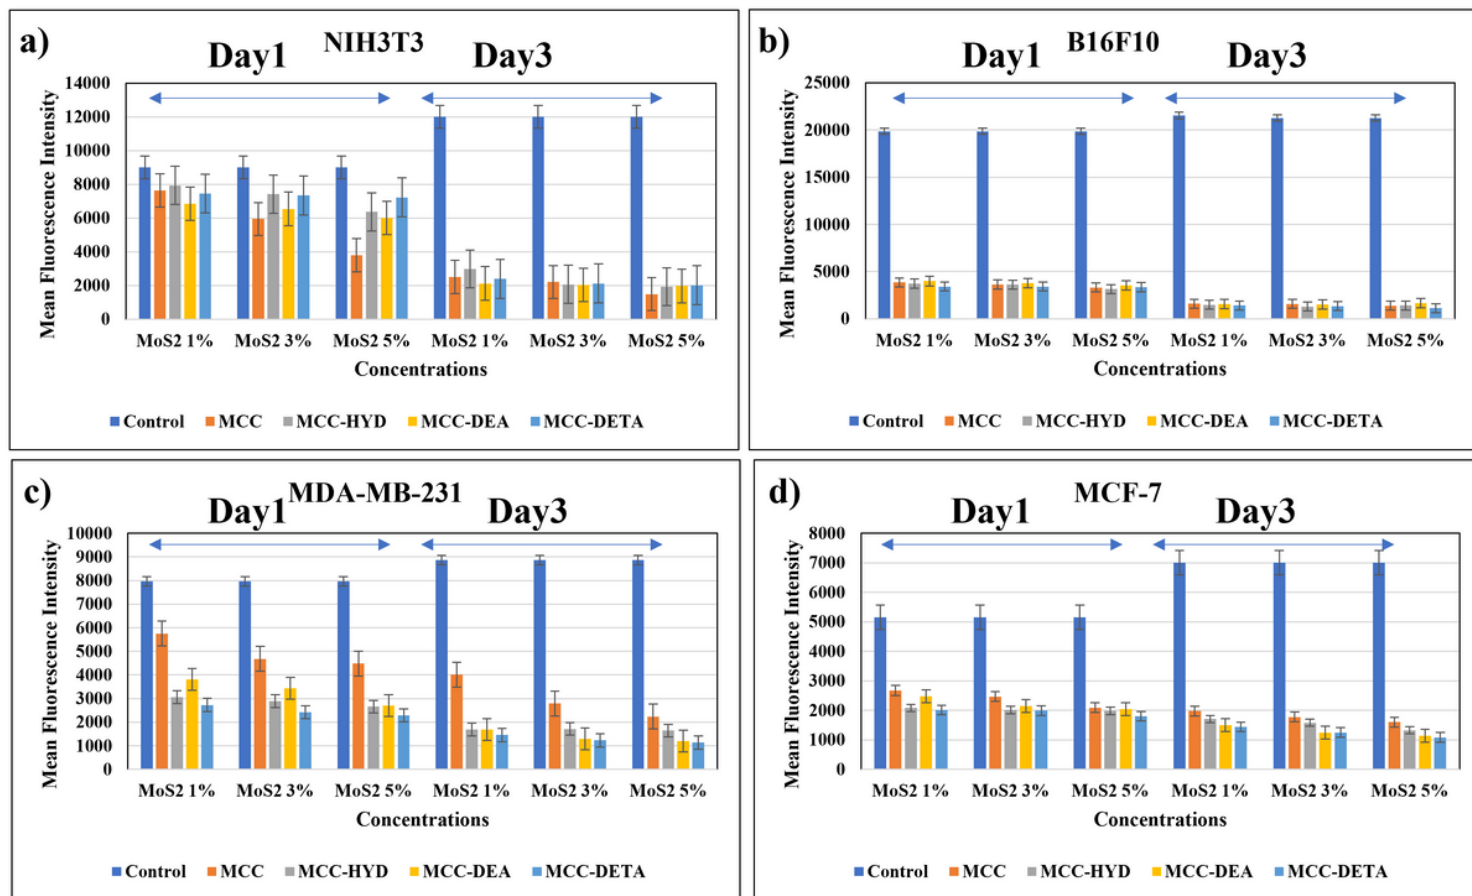 a) NIH3T3
Day1 Day3
Mean Fluorescence Intensity
14000
12000
10000
8000
6000
4000
2000
0
MoS2 1% MoS2 3% MoS2 5% MoS2 1% MoS2 3% MoS2 5%
Concentrations
Control MCC MCC-HYD MCC-DEA MCC-DETA
b) B16F10
Day1 Day3
Mean Fluorescence Intensity
25000
20000
15000
10000
5000
0
MoS2 1% MoS2 3% MoS2 5% MoS2 1% MoS2 3% MoS2 5%
Concentrations
Control MCC MCC-HYD MCC-DEA MCC-DETA
c) MDA-MB-231
Day1 Day3
Mean Fluorescence Intensity
10000
9000
8000
7000
6000
5000
4000
3000
2000
1000
0
MoS2 1% MoS2 3% MoS2 5% MoS2 1% MoS2 3% MoS2 5%
Concentrations
Control MCC MCC-HYD MCC-DEA MCC-DETA
d) MCF-7
Day1 Day3
Mean Fluorescence Intensity
8000
7000
6000
5000
4000
3000
2000
1000
0
MoS2 1% MoS2 3% MoS2 5% MoS2 1% MoS2 3% MoS2 5%
Concentrations
Control MCC MCC-HYD MCC-DEA MCC-DETA